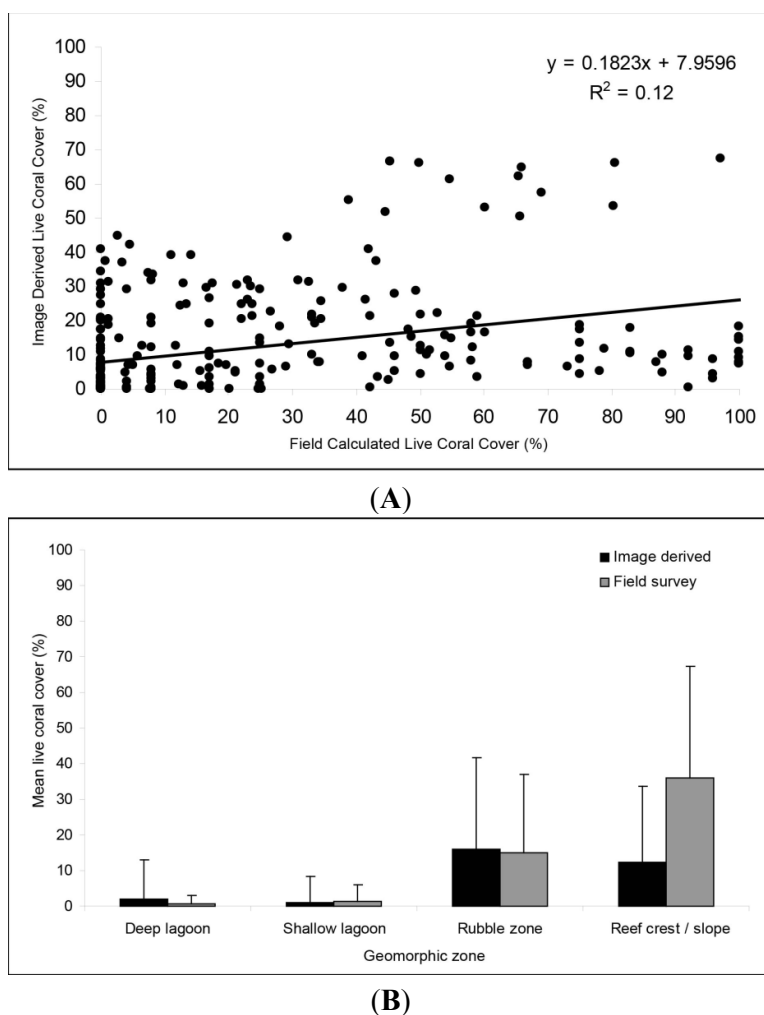 100
90
80
70
60
50
40
30
20
10
0
Image Derived Live Coral Cover (%)
y = 0.1823x + 7.9596
R² = 0.12
0 10 20 30 40 50 60 70 80 90 100
Field Calculated Live Coral Cover (%)
(A)
100
90
80
70
60
50
40
30
20
10
0
Mean live coral cover (%)
Image derived
Field survey
Deep lagoon Shallow lagoon Rubble zone Reef crest / slope
Geomorphic zone
(B)